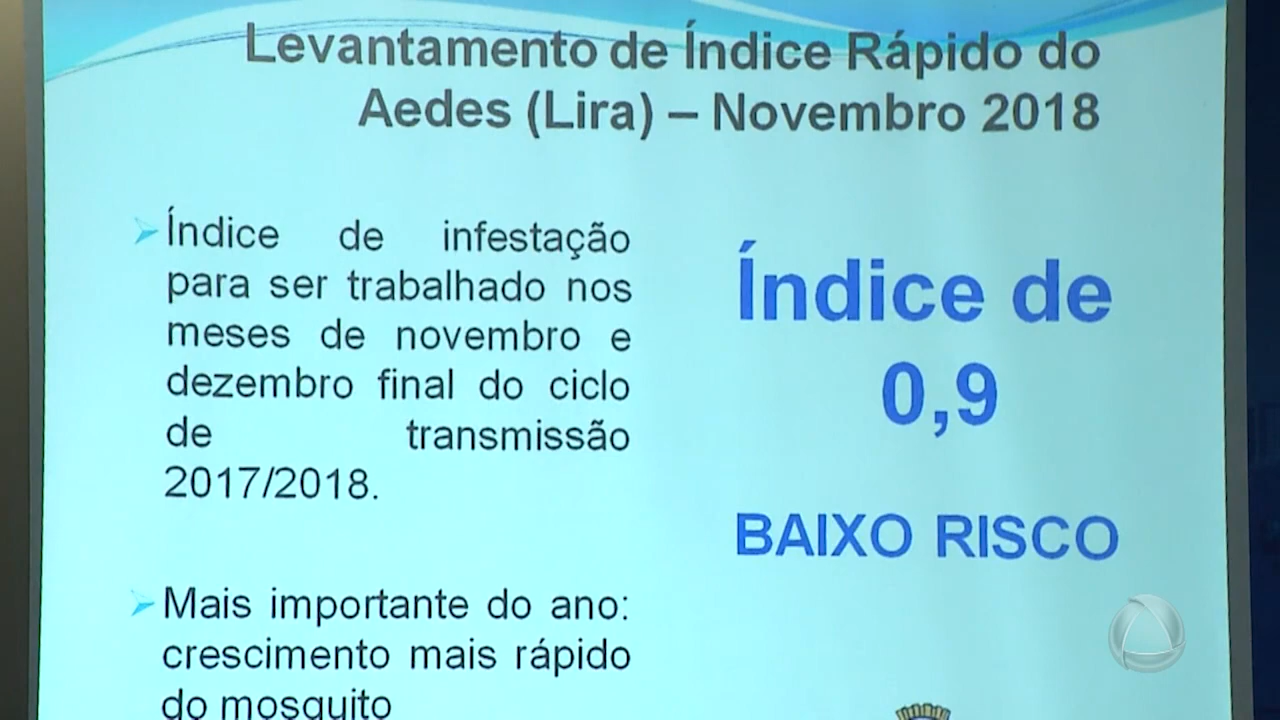 Levantamento de Índice Rápido do
Aedes (Lira) – Novembro 2018
Índice de infestação
para ser trabalhado nos
meses de novembro e
dezembro final do ciclo
de transmissão
2017/2018.
Mais importante do ano:
crescimento mais rápido
do mosquito
Índice de
0,9
BAIXO RISCO